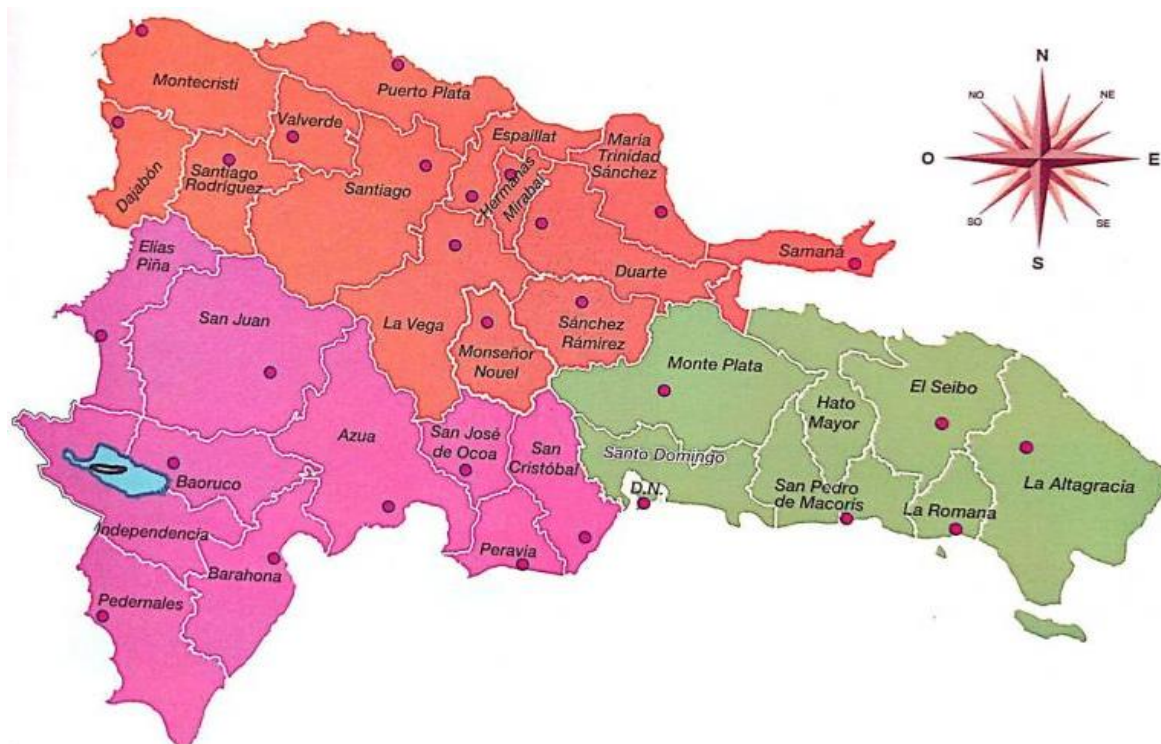 N
NO
NE
O
E
SO
SE
S
Montecristi
Puerto Plata
Valverde
Espaillat
María
Trinidad
Sánchez
Dajabón
Santiago
Rodríguez
Santiago
Hermanas
Mirabal
Samaná
Elías
Piña
Duarte
San Juan
La Vega
Sánchez
Rámirez
Monseñor
Nouel
Monte Plata
El Seibo
Hato
Mayor
Azua
San José
de Ocoa
San
Cristóbal
Santo Domingo
Baoruco
D.N.
San Pedro
de Macoris
La Romana
La Altagracia
Independencia
Peravia
Barahona
Pedernales